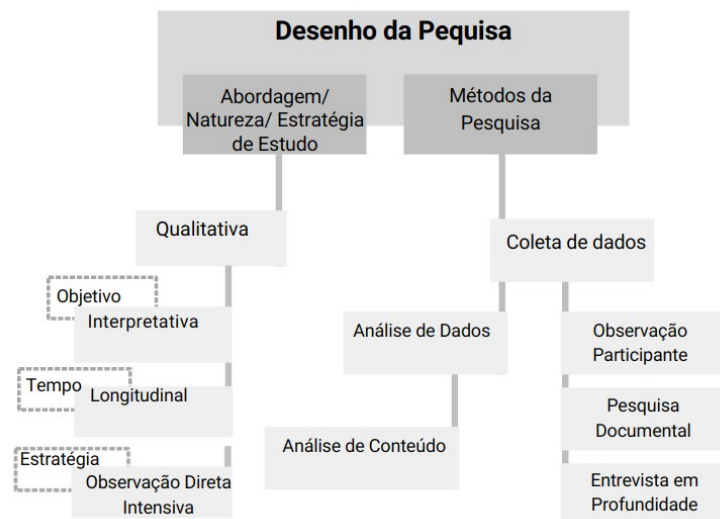 Desenho da Pequisa
Abordagem/
Natureza/ Estratégia
de Estudo
Métodos da
Pesquisa
Qualitativa
Objetivo
Interpretativa
Tempo
Longitudinal
Estratégia
Observação Direta
Intensiva
Coleta de dados
Análise de Dados
Análise de Conteúdo
Observação
Participante
Pesquisa
Documental
Entrevista em
Profundidade